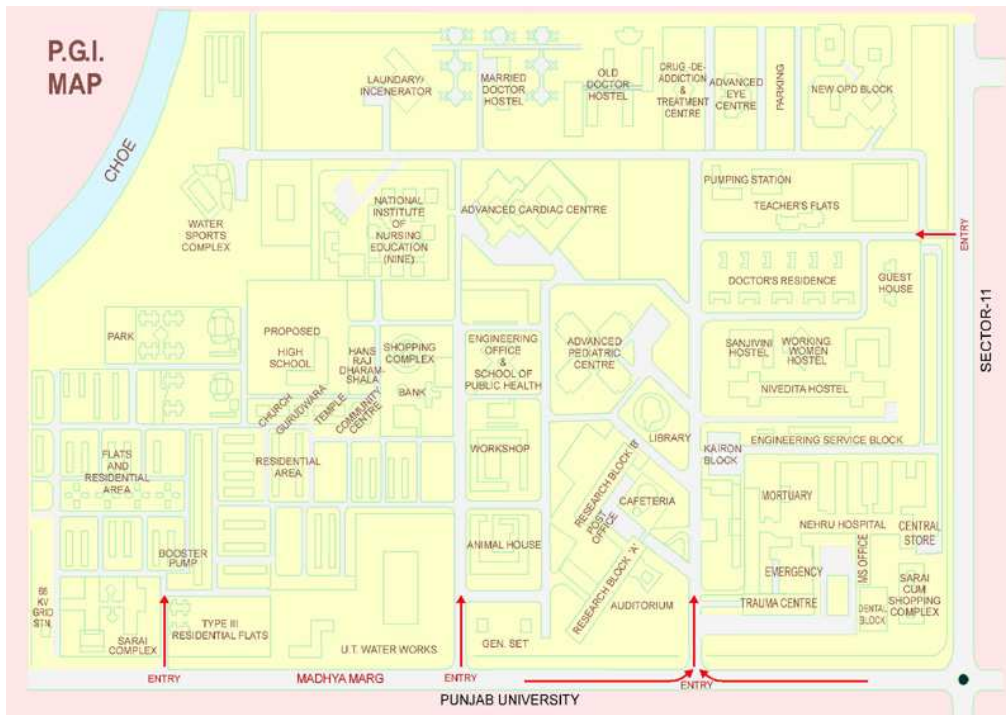 P.G.I.
MAP
CHOE
LAUNDARY/
INCENERATOR
MARRIED
DOCTOR
HOSTEL
OLD
DOCTOR
HOSTEL
DRUG -DE-
ADDICTION
&
TREATMENT
CENTRE
ADVANCED
EYE
CENTRE
PARKING
NEW OPD BLOCK
WATER
SPORTS
COMPLEX
NATIONAL
INSTITUTE
OF
NURSING
EDUCATION
(NINE)
ADVANCED CARDIAC CENTRE
PUMPING STATION
TEACHER'S FLATS
ENTRY
DOCTOR'S RESIDENCE
GUEST
HOUSE
SECTOR-11
PARK
PROPOSED
HIGH
SCHOOL
HANS
RAJ
DHARAM-
SHALA
SHOPPING
COMPLEX
BANK
CHURCH
GURUDWARA
TEMPLE
COMMUNITY
CENTRE
ENGINEERING
OFFICE
&
SCHOOL OF
PUBLIC HEALTH
ADVANCED
PEDIATRIC
CENTRE
SANJIVINI
HOSTEL
WORKING
WOMEN
HOSTEL
NIVEDITA HOSTEL
FLATS
AND
RESIDENTIAL
AREA
RESIDENTIAL
AREA
WORKSHOP
LIBRARY
KAIRON
BLOCK
ENGINEERING SERVICE BLOCK
RESEARCH BLOCK 'B'
POST
OFFICE
CAFETERIA
MORTUARY
NEHRU HOSPITAL
CENTRAL
STORE
BOOSTER
PUMP
ANIMAL HOUSE
RESEARCH BLOCK 'A'
AUDITORIUM
EMERGENCY
MS OFFICE
TRAUMA CENTRE
DENTAL
BLOCK
SARAI
CUM
SHOPPING
COMPLEX
66
KV
GRID
STN.
SARAI
COMPLEX
TYPE III
RESIDENTIAL FLATS
U.T. WATER WORKS
GEN. SET
ENTRY
MADHYA MARG
ENTRY
ENTRY
PUNJAB UNIVERSITY